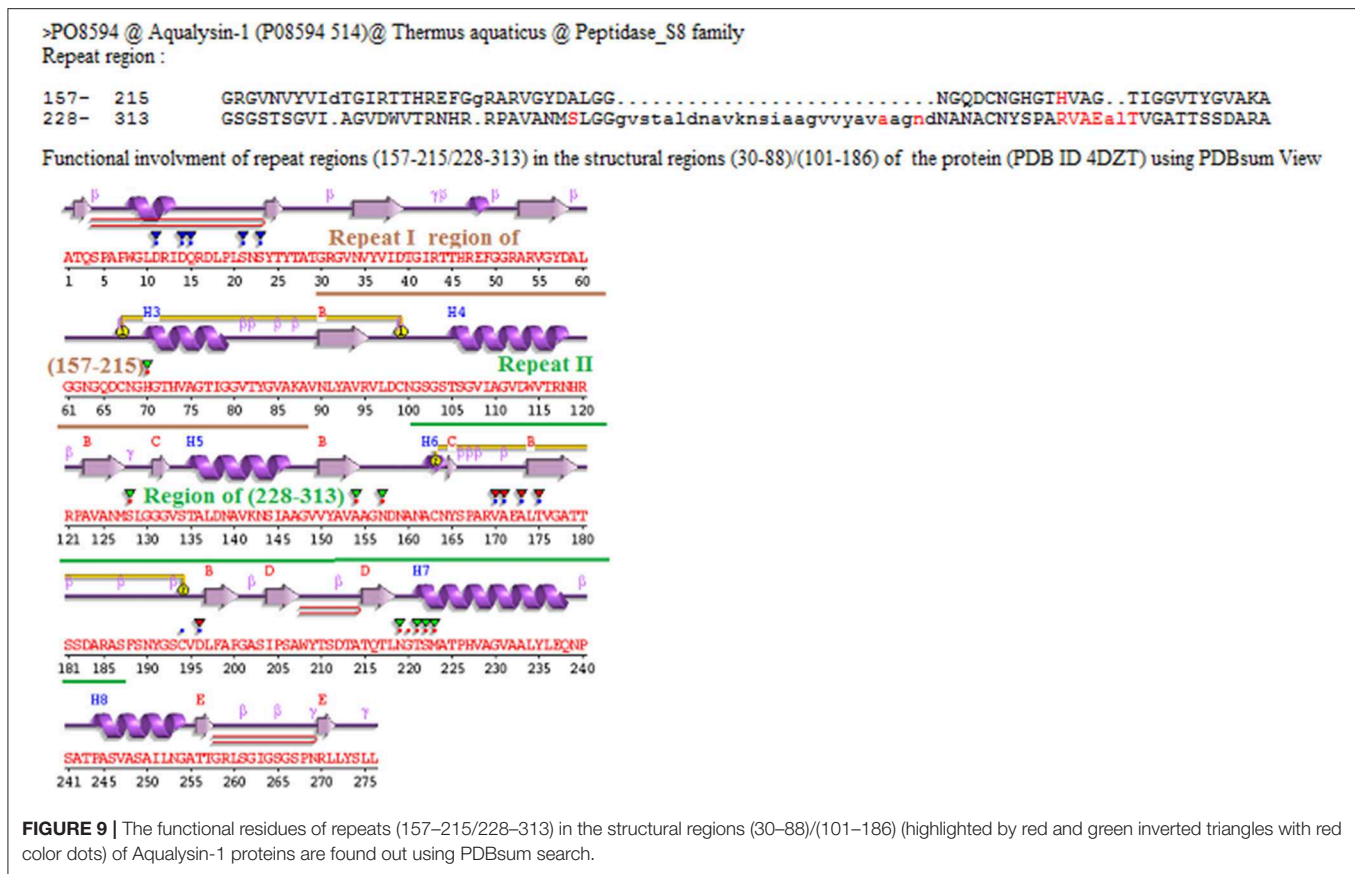 >PO8594 @ Aqualysin-1 (P08594 514)@ Thermus aquaticus @ Peptidase_S8 family
Repeat region :
157- 215 GRGVNVYVIdTGIRTTHREFGgRARVGYDALGG................................NGQDCNGHGTHVAG..TIGGVTYGVAKA
228- 313 GSGSTSGVI.AGVDWVTRNHR.RPAVANMSLGGgvstaldnavknsiaagvvyavaagndNANACNYSPARVAEalTVGATTSSDARA
Functional involvment of repeat regions (157-215/228-313) in the structural regions (30-88)/(101-186) of the protein (PDB ID 4DZT) using PDBsum View
β β γβ β β
Repeat I region of
ATQSPAPWGLDRIDQRDLPLSNSYTYTATGRGVNVYVIDTGIRTTHREFGGRARVGYDAL
1 5 10 15 20 25 30 35 40 45 50 55 60
H3 B H4
1 ββ β β 1
(157-215) Repeat II
GGNGQDCNGHGTHVAGTIGGVTYGVAKAVNLYAVRVLDCNGSGSTSGVIAGVDWVTRNHR
61 65 70 75 80 85 90 95 100 105 110 115 120
B C H5 B H6 C B
β γ 2 βββ β
Region of (228-313)
RPAVANMSLGGGVSTALDNAVKNSIAAGVVYAVAAGNDNANACNYSPARVAEALTVGATT
121 125 130 135 140 145 150 155 160 165 170 175 180
B D D H7
β β β 2 β β β
SSDARASFSNYGSCVDLFAPGASIPSAWYTSDTATQTLNGTSMATPHVAGVAALYLEQNP
181 185 190 195 200 205 210 215 220 225 230 235 240
H8 E E
β β γ γ
SATPASVASAILNGATTGRLSGIGSGSPNRLLYSLL
241 245 250 255 260 265 270 275
FIGURE 9 | The functional residues of repeats (157–215/228–313) in the structural regions (30–88)/(101–186) (highlighted by red and green inverted triangles with red
color dots) of Aqualysin-1 proteins are found out using PDBsum search.